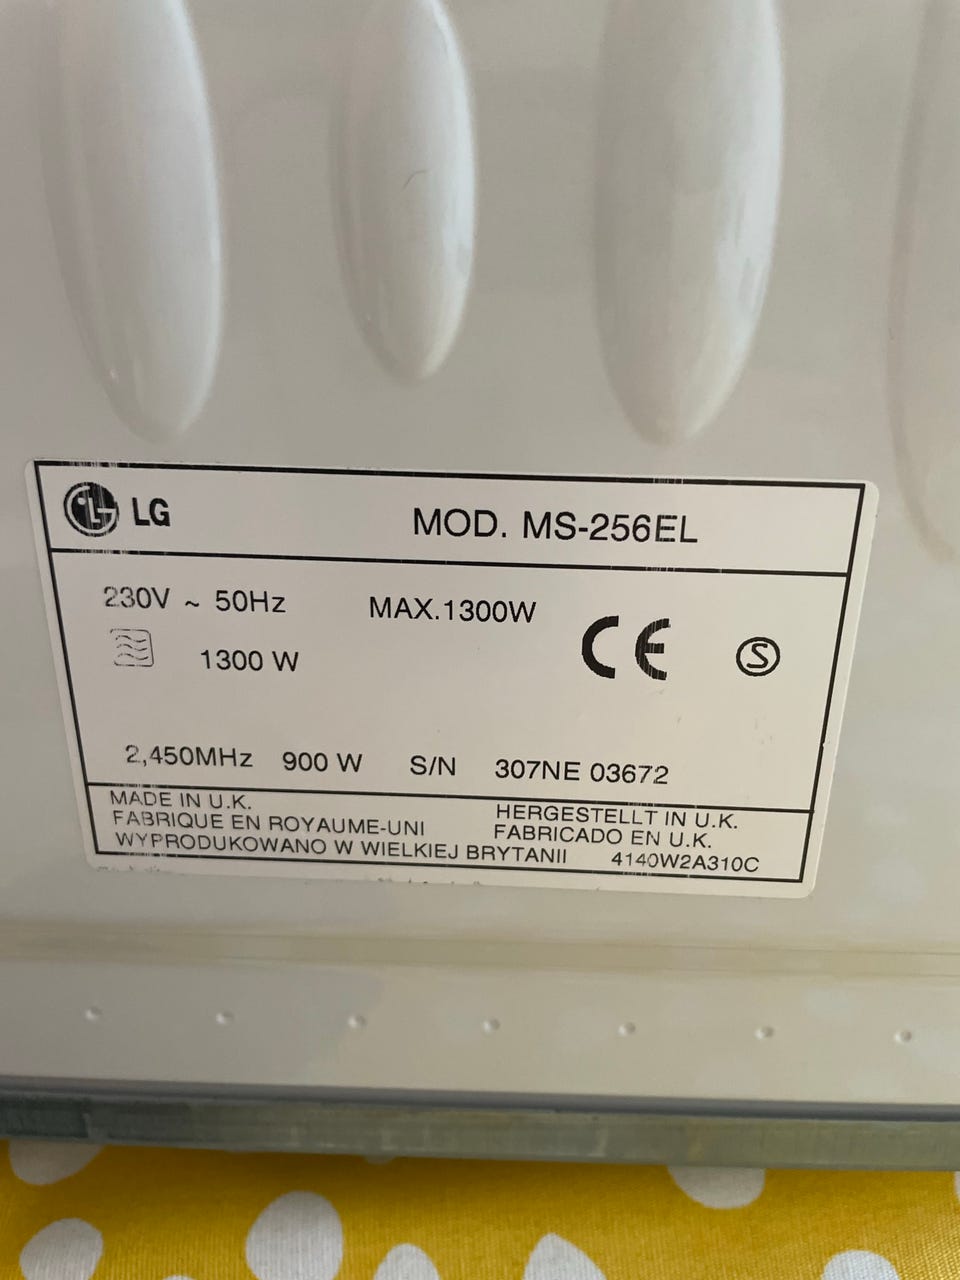 LG MOD. MS-256EL
230V ~ 50Hz MAX.1300W
1300 W CE S
2,450MHz 900 W S/N 307NE 03672
MADE IN U.K.
FABRIQUE EN ROYAUME-UNI
WYPRODUKOWANO W WIELKIEJ BRYTANII
HERGESTELLT IN U.K.
FABRICADO EN U.K.
4140W2A310C